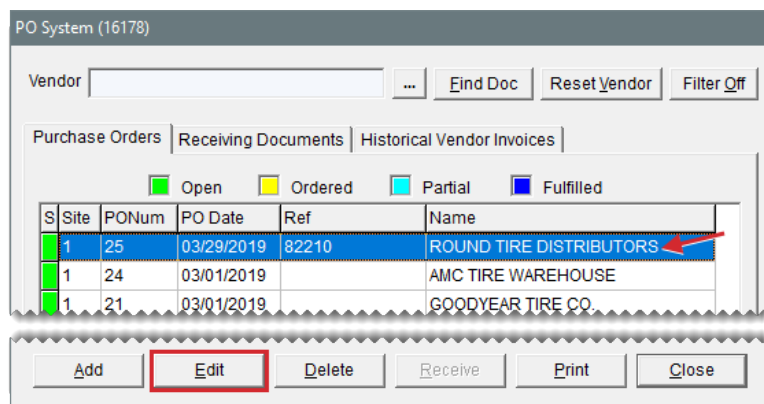 PO System (16178)
Vendor ... Find Doc Reset Vendor Filter Off
Purchase Orders Receiving Documents Historical Vendor Invoices
Open Ordered Partial Fulfilled
S Site PONum PO Date Ref Name
1 25 03/29/2019 82210 ROUND TIRE DISTRIBUTORS
1 24 03/01/2019 AMC TIRE WAREHOUSE
1 21 03/01/2019 GOODYEAR TIRE CO.
Add Edit Delete Receive Print Close